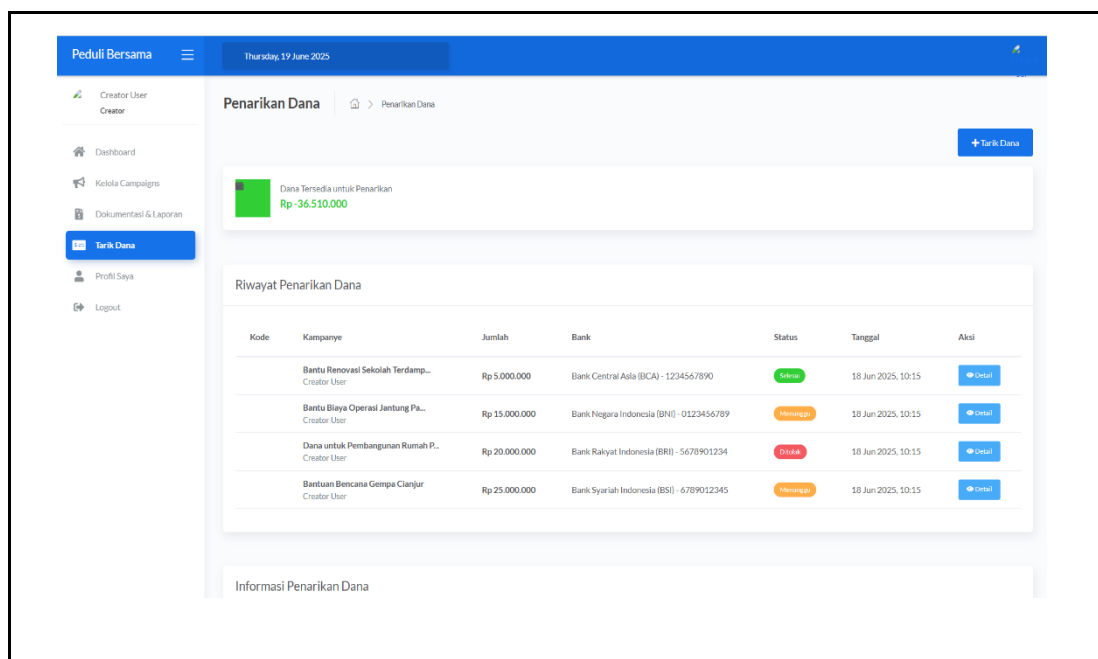 Peduli Bersama
Thursday, 19 June 2025
Creator User
Creator
Dashboard
Kelola Campaigns
Dokumentasi & Laporan
Tarik Dana
Profil Saya
Logout
Penarikan Dana > Penarikan Dana
+ Tarik Dana
Dana Tersedia untuk Penarikan
Rp -36.510.000
Riwayat Penarikan Dana
Kode Kampanye Jumlah Bank Status Tanggal Aksi
Bantu Renovasi Sekolah Terdamp...
Creator User
Rp 5.000.000 Bank Central Asia (BCA) - 1234567890 Selesai 18 Jun 2025, 10:15 Detail
Bantu Biaya Operasi Jantung Pa...
Creator User
Rp 15.000.000 Bank Negara Indonesia (BNI) - 0123456789 Menunggu 18 Jun 2025, 10:15 Detail
Dana untuk Pembangunan Rumah P...
Creator User
Rp 20.000.000 Bank Rakyat Indonesia (BRI) - 5678901234 Ditolak 18 Jun 2025, 10:15 Detail
Bantuan Bencana Gempa Cianjur
Creator User
Rp 25.000.000 Bank Syariah Indonesia (BSI) - 6789012345 Menunggu 18 Jun 2025, 10:15 Detail
Informasi Penarikan Dana